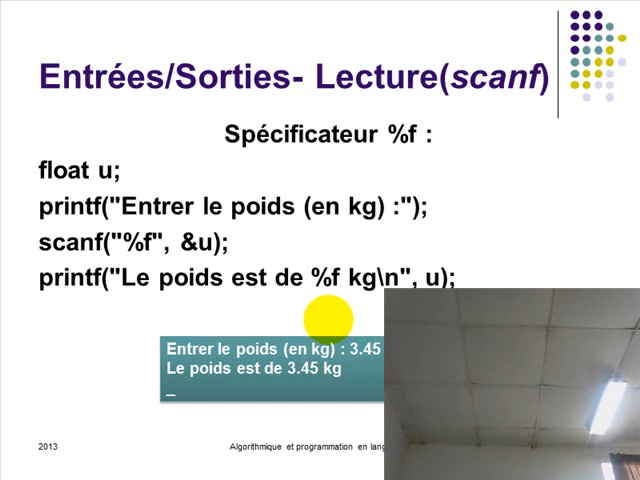 Entrées/Sorties- Lecture(scanf)
Spécificateur %f :
float u;
printf("Entrer le poids (en kg) :");
scanf("%f", &u);
printf("Le poids est de %f kg\n", u);
Entrer le poids (en kg) : 3.45
Le poids est de 3.45 kg
_
2013
Algorithmique et programmation en